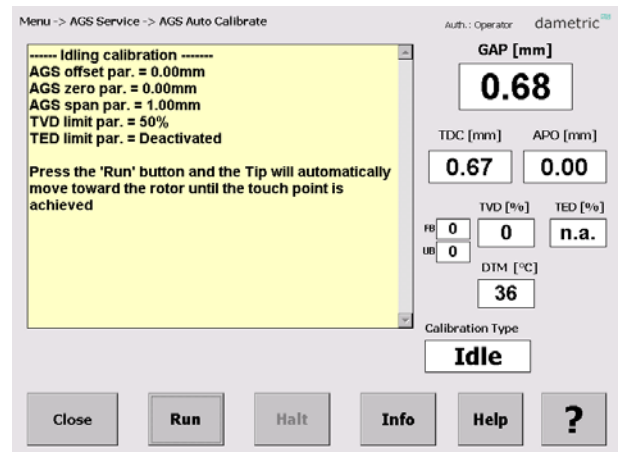 Menu -> AGS Service -> AGS Auto Calibrate
Auth.: Operator
dametric
------ Idling calibration -------
AGS offset par. = 0.00mm
AGS zero par. = 0.00mm
AGS span par. = 1.00mm
TVD limit par. = 50%
TED limit par. = Deactivated
Press the 'Run' button and the Tip will automatically
move toward the rotor until the touch point is
achieved
GAP [mm]
0.68
TDC [mm] APO [mm]
0.67 0.00
TVD [%] TED [%]
FB 0
UB 0
0 n.a.
DTM [°C]
36
Calibration Type
Idle
Close Run Halt Info Help ?